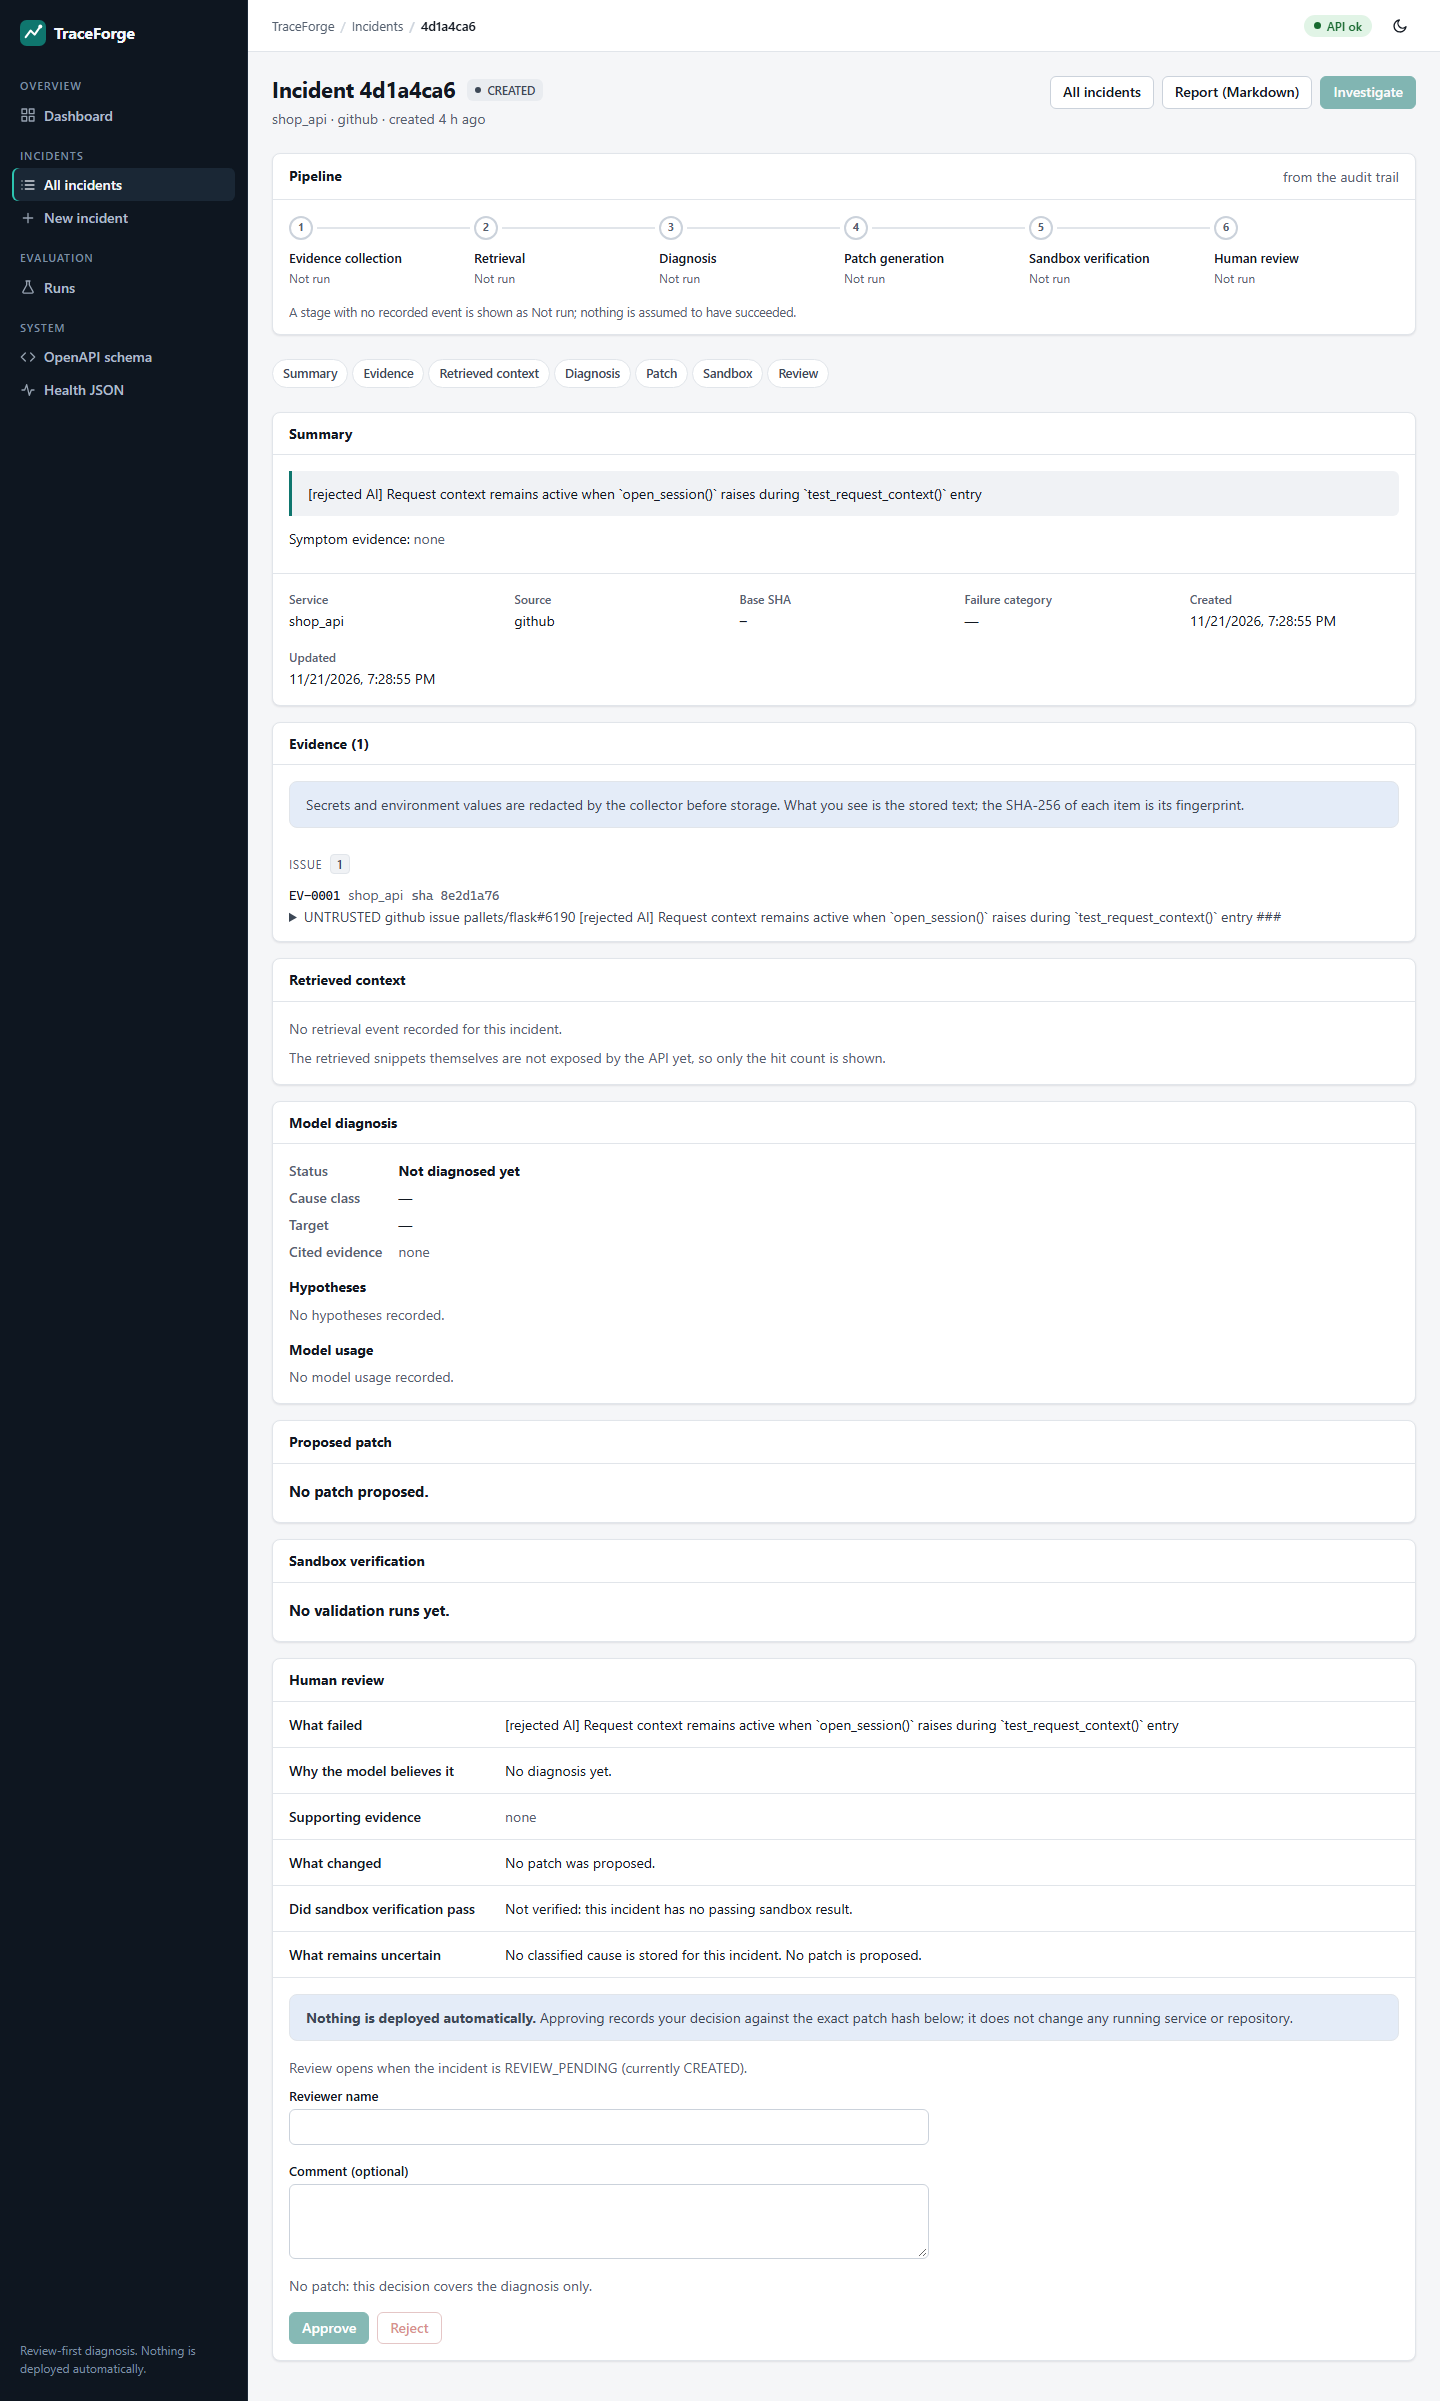 TraceForge
OVERVIEW
Dashboard
INCIDENTS
All incidents
New incident
EVALUATION
Runs
SYSTEM
OpenAPI schema
Health JSON
Review-first diagnosis. Nothing is
deployed automatically.
TraceForge / Incidents / 4d1a4ca6
API ok
Incident 4d1a4ca6 CREATED
shop_api · github · created 4 h ago
All incidents
Report (Markdown)
Investigate
Pipeline
from the audit trail
1 2 3 4 5 6
Evidence collection Retrieval Diagnosis Patch generation Sandbox verification Human review
Not run Not run Not run Not run Not run Not run
A stage with no recorded event is shown as Not run; nothing is assumed to have succeeded.
Summary Evidence Retrieved context Diagnosis Patch Sandbox Review
Summary
[rejected AI] Request context remains active when `open_session()` raises during `test_request_context()` entry
Symptom evidence: none
Service Source Base SHA Failure category Created
shop_api github – — 11/21/2026, 7:28:55 PM
Updated
11/21/2026, 7:28:55 PM
Evidence (1)
Secrets and environment values are redacted by the collector before storage. What you see is the stored text; the SHA-256 of each item is its fingerprint.
ISSUE 1
EV-0001 shop_api sha 8e2d1a76
UNTRUSTED github issue pallets/flask#6190 [rejected AI] Request context remains active when `open_session()` raises during `test_request_context()` entry ###
Retrieved context
No retrieval event recorded for this incident.
The retrieved snippets themselves are not exposed by the API yet, so only the hit count is shown.
Model diagnosis
Status Not diagnosed yet
Cause class —
Target —
Cited evidence none
Hypotheses
No hypotheses recorded.
Model usage
No model usage recorded.
Proposed patch
No patch proposed.
Sandbox verification
No validation runs yet.
Human review
What failed [rejected AI] Request context remains active when `open_session()` raises during `test_request_context()` entry
Why the model believes it No diagnosis yet.
Supporting evidence none
What changed No patch was proposed.
Did sandbox verification pass Not verified: this incident has no passing sandbox result.
What remains uncertain No classified cause is stored for this incident. No patch is proposed.
Nothing is deployed automatically. Approving records your decision against the exact patch hash below; it does not change any running service or repository.
Review opens when the incident is REVIEW_PENDING (currently CREATED).
Reviewer name
Comment (optional)
No patch: this decision covers the diagnosis only.
Approve Reject